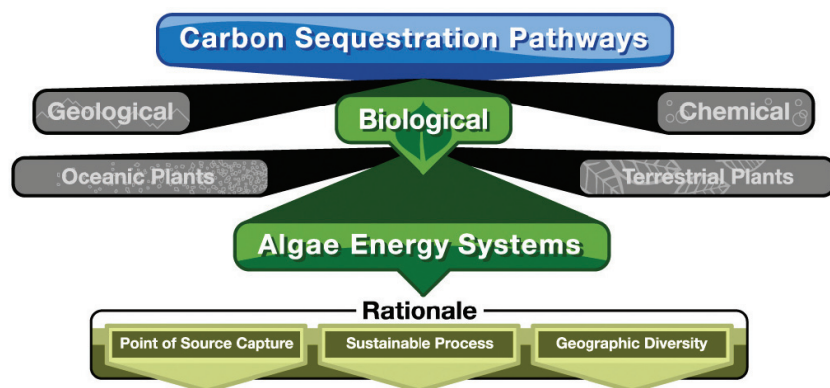 Carbon Sequestration Pathways
Geological
Biological
Chemical
Oceanic Plants
Terrestrial Plants
Algae Energy Systems
Rationale
Point of Source Capture
Sustainable Process
Geographic Diversity